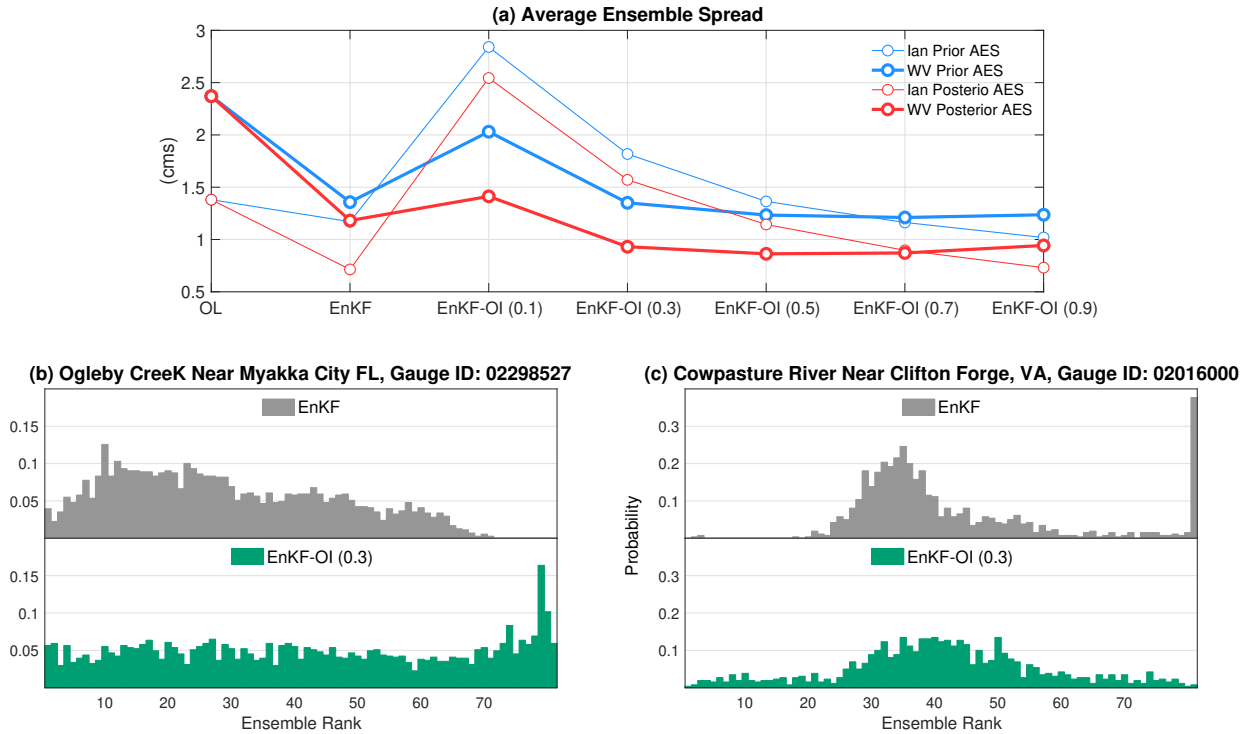 (a) Average Ensemble Spread
3
2.5
2
1.5
1
0.5
(cms)
Ian Prior AES
WV Prior AES
Ian Posterio AES
WV Posterior AES
OL EnKF EnKF-OI (0.1) EnKF-OI (0.3) EnKF-OI (0.5) EnKF-OI (0.7) EnKF-OI (0.9)
(b) Ogleby CreeK Near Myakka City FL, Gauge ID: 02298527
EnKF
0.15
0.1
0.05
EnKF-OI (0.3)
0.15
0.1
0.05
10 20 30 40 50 60 70
Ensemble Rank
(c) Cowpasture River Near Clifton Forge, VA, Gauge ID: 02016000
EnKF
0.3
0.2
0.1
Probability
EnKF-OI (0.3)
0.3
0.2
0.1
10 20 30 40 50 60 70
Ensemble Rank